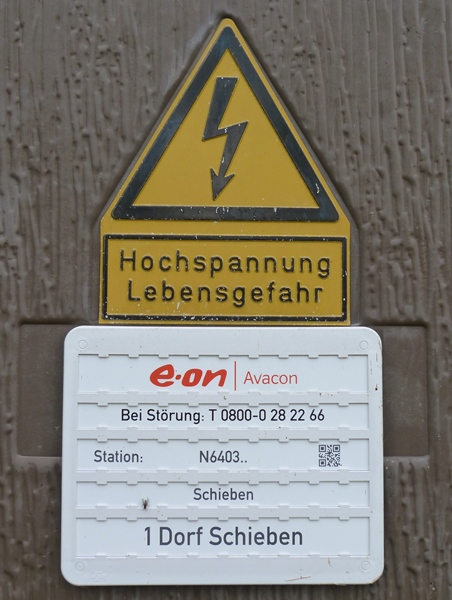 Hochspannung
Lebensgefahr
e·on | Avacon
Bei Störung: T 0800-0 28 22 66
Station: N6403..
Schieben
1 Dorf Schieben